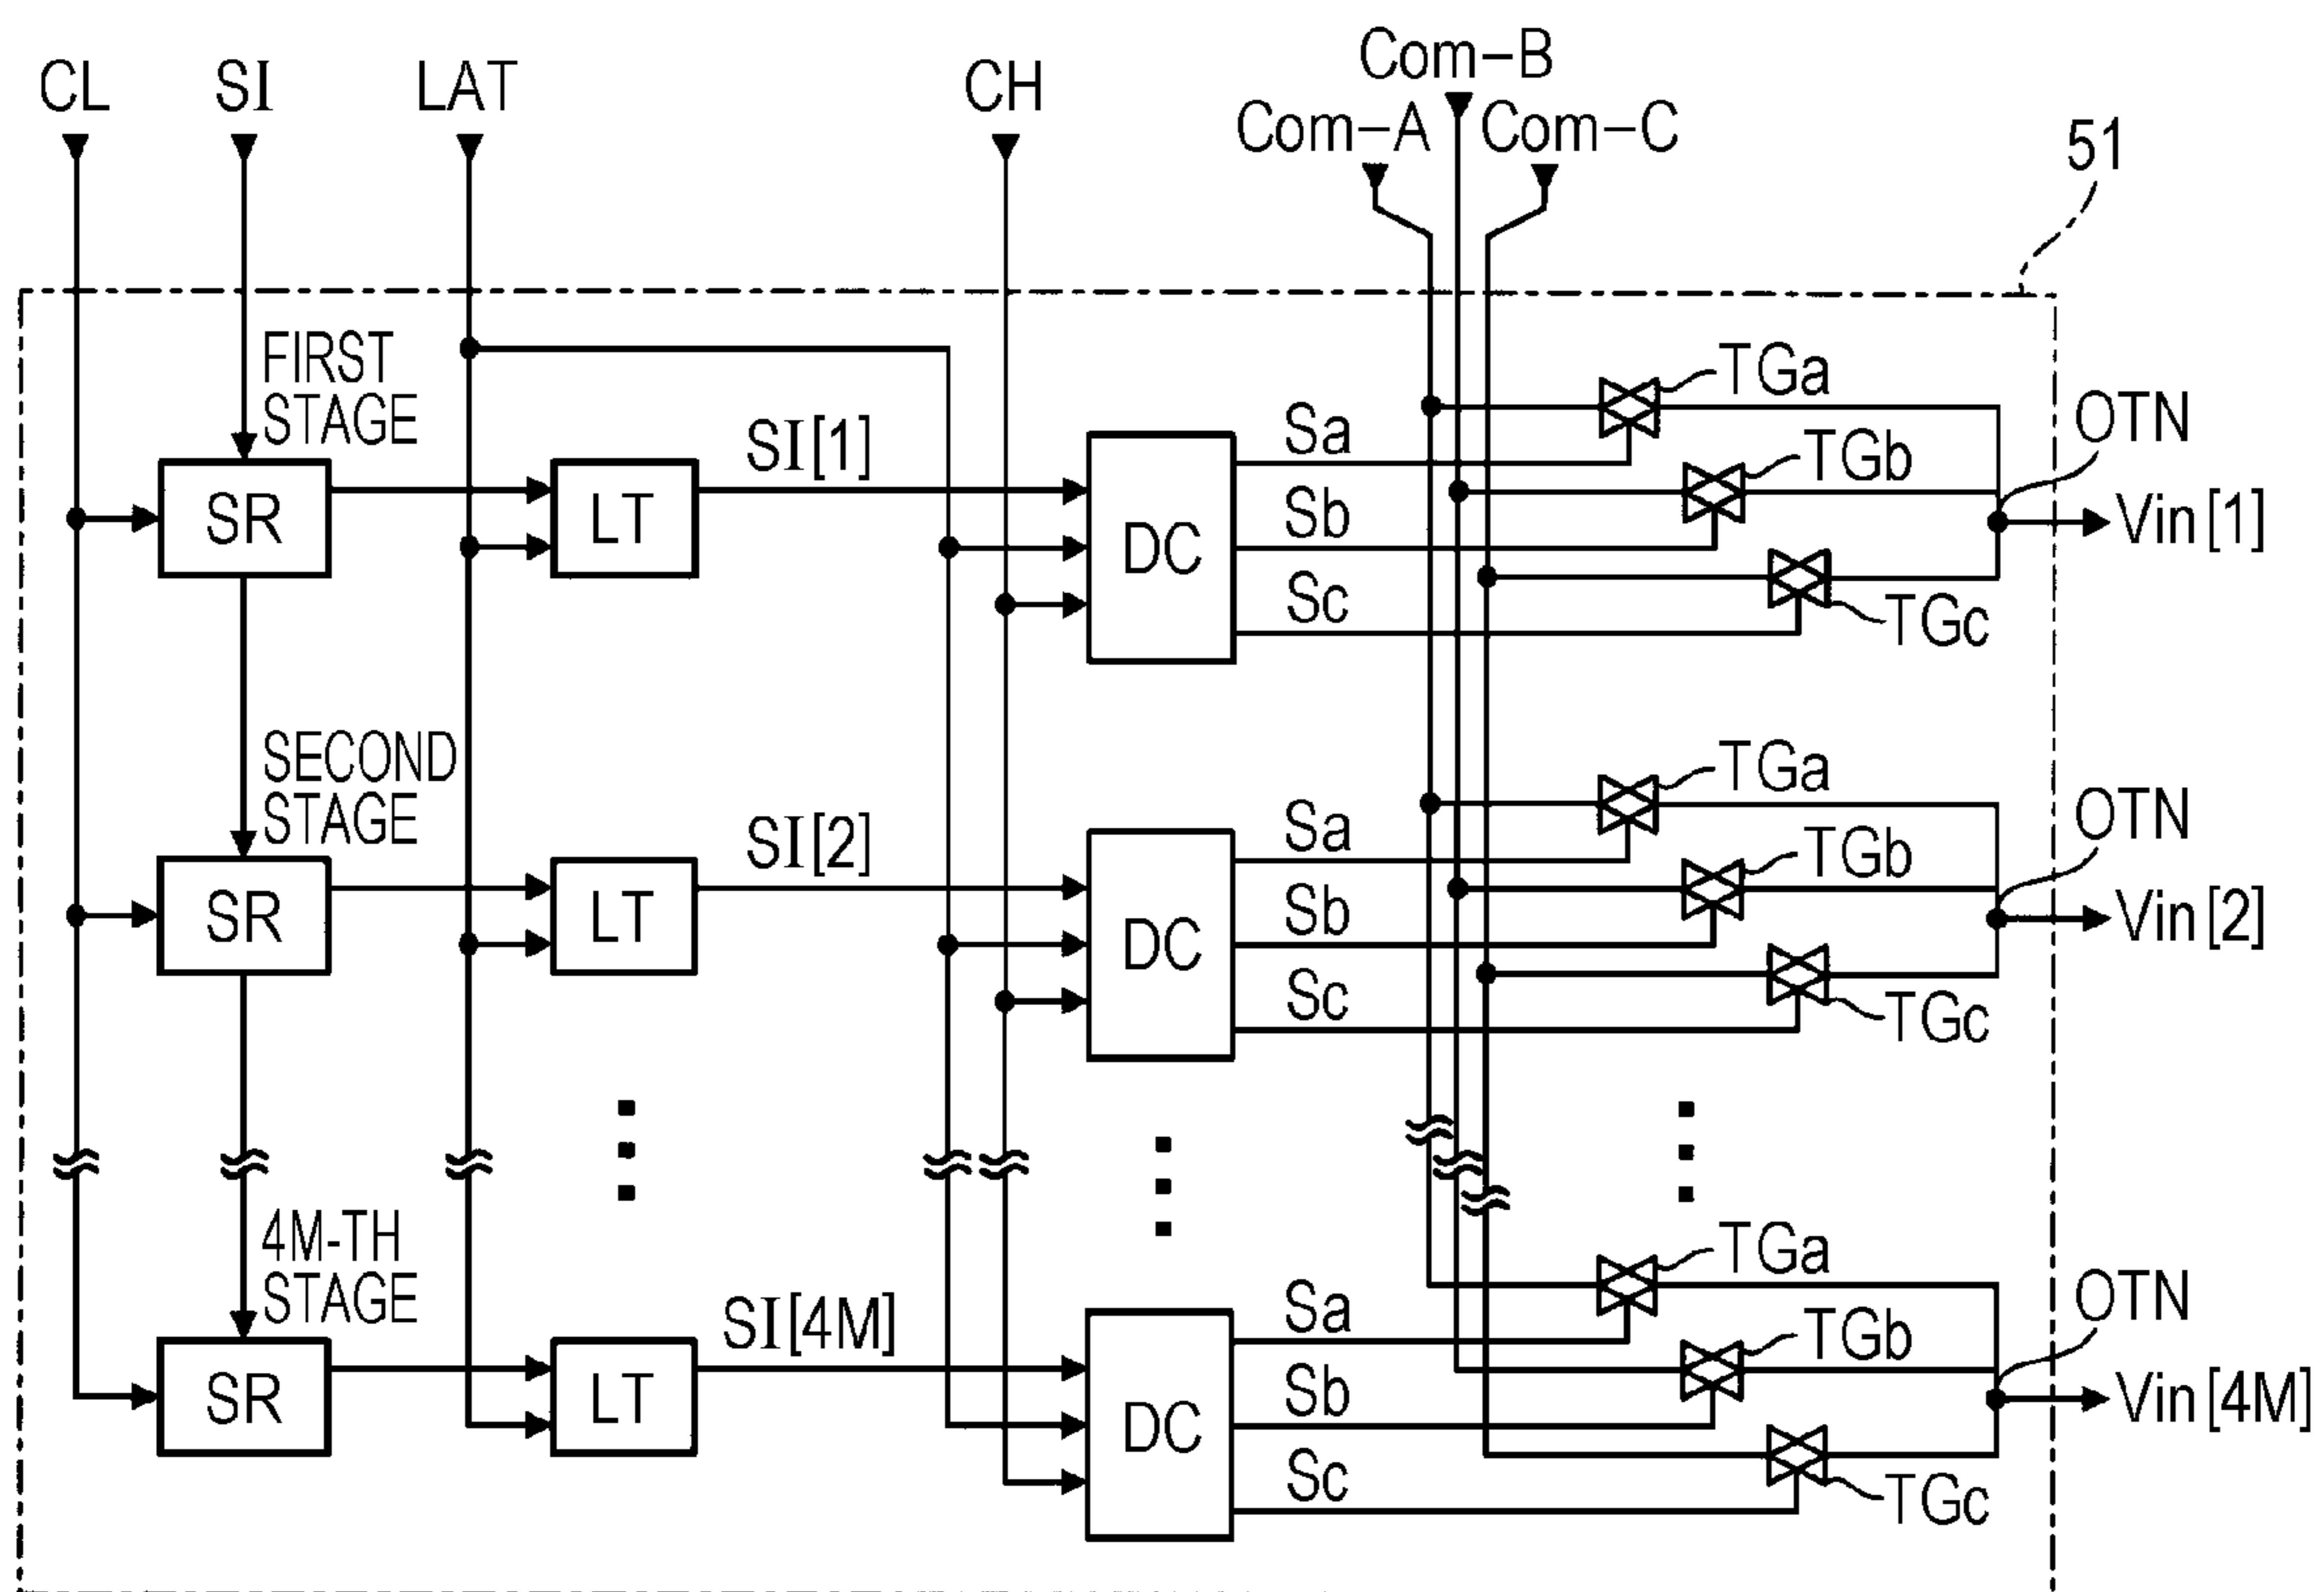 CL
SI
LAT
CH
Com-B
Com-A
Com-C
51
FIRST
STAGE
SR
LT
SI[1]
DC
Sa
Sb
Sc
TGa
TGb
TGc
OTN
Vin[1]
SECOND
STAGE
SR
LT
SI[2]
DC
Sa
Sb
Sc
TGa
TGb
TGc
OTN
Vin[2]
4M-TH
STAGE
SR
LT
SI[4M]
DC
Sa
Sb
Sc
TGa
TGb
TGc
OTN
Vin[4M]